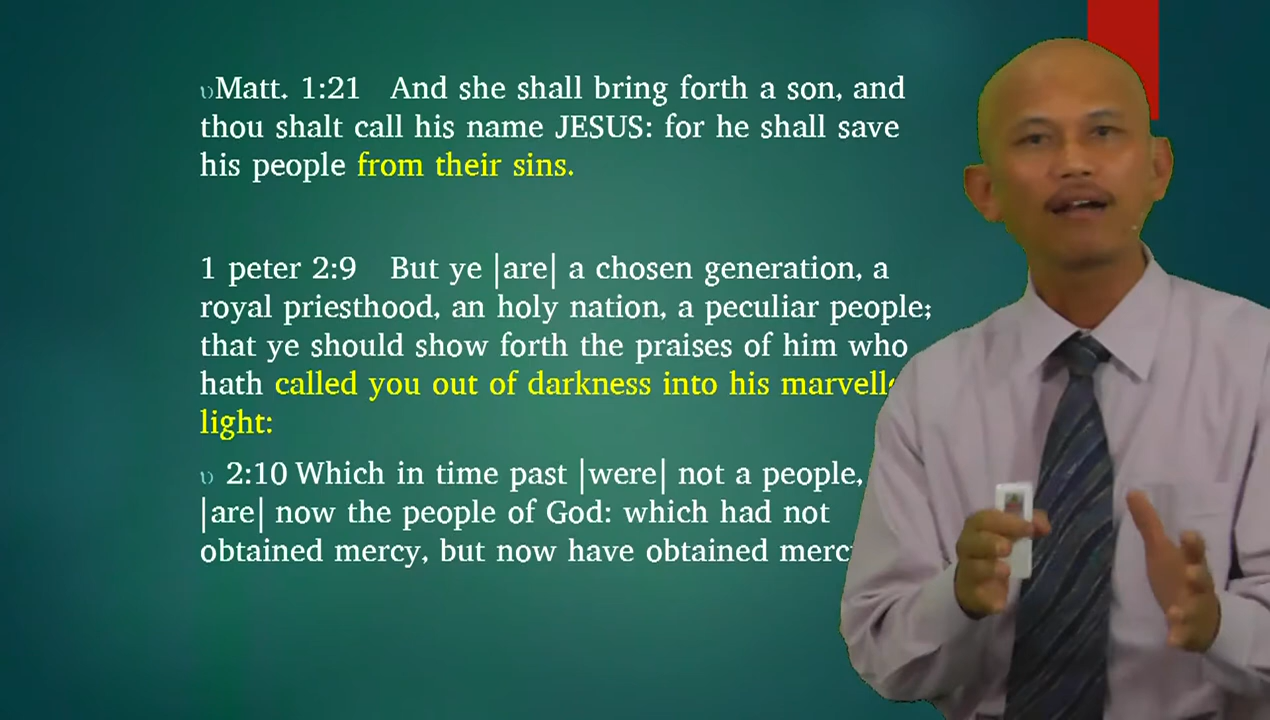 Matt. 1:21 And she shall bring forth a son, and
thou shalt call his name JESUS: for he shall save
his people from their sins.
1 peter 2:9 But ye |are| a chosen generation, a
royal priesthood, an holy nation, a peculiar people;
that ye should show forth the praises of him who
hath called you out of darkness into his
light:
2:10 Which in time past |were| not a people,
|are| now the people of God: which had not
obtained mercy, but now have obtained